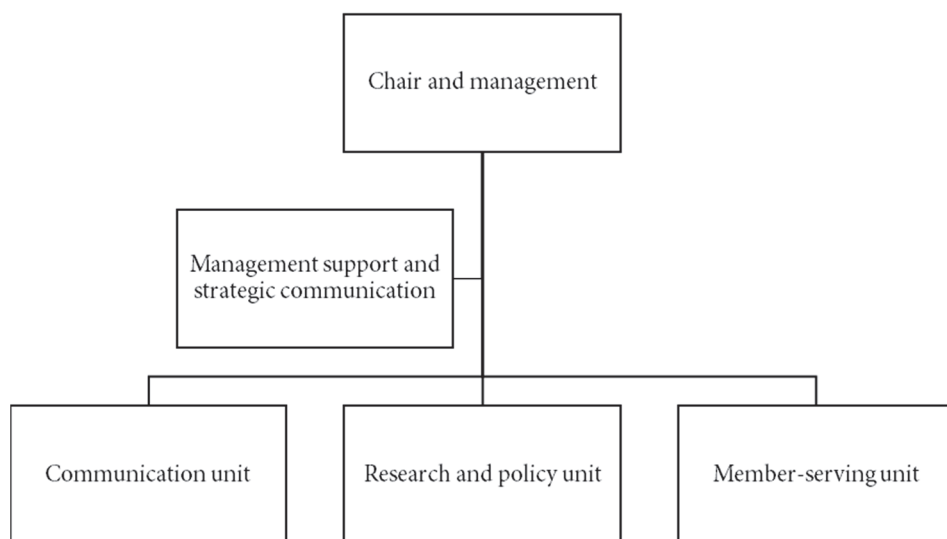 Chair and management
Management support and
strategic communication
Communication unit
Research and policy unit
Member-serving unit